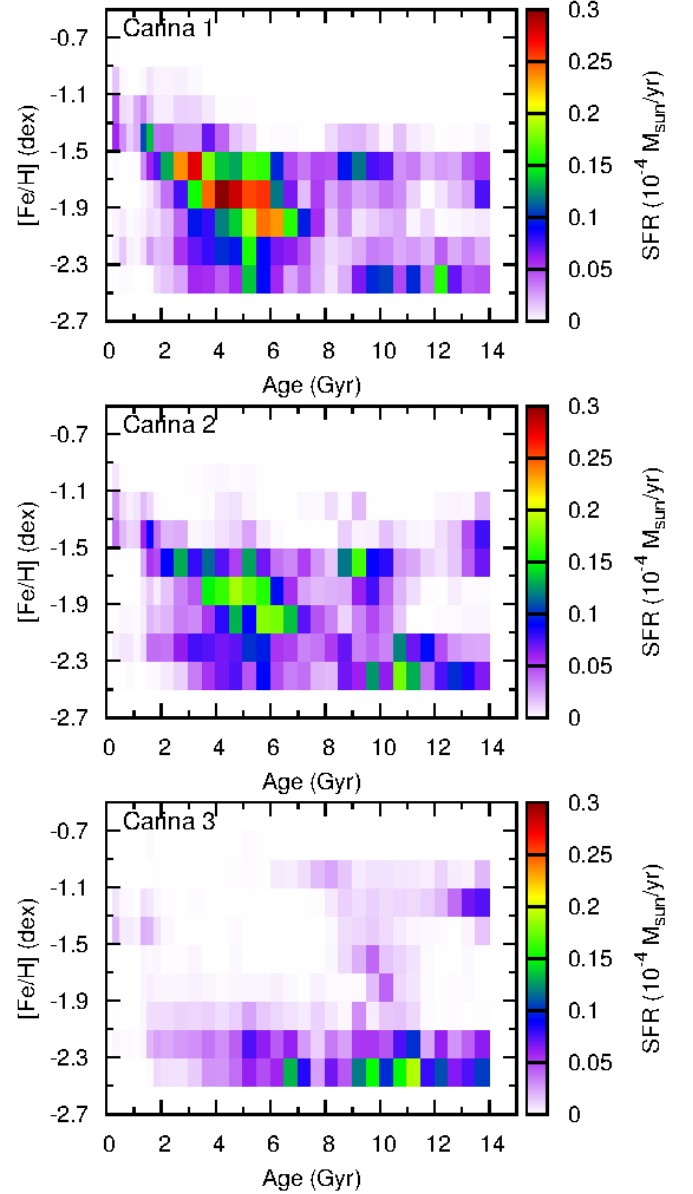 Carina 1
-0.7
-1.1
-1.5
-1.9
-2.3
-2.7
[Fe/H] (dex)
0 2 4 6 8 10 12 14
Age (Gyr)
0.3
0.25
0.2
0.15
0.1
0.05
0
SFR (10-4 Msun/yr)
Carina 2
-0.7
-1.1
-1.5
-1.9
-2.3
-2.7
[Fe/H] (dex)
0 2 4 6 8 10 12 14
Age (Gyr)
0.3
0.25
0.2
0.15
0.1
0.05
0
SFR (10-4 Msun/yr)
Carina 3
-0.7
-1.1
-1.5
-1.9
-2.3
-2.7
[Fe/H] (dex)
0 2 4 6 8 10 12 14
Age (Gyr)
0.3
0.25
0.2
0.15
0.1
0.05
0
SFR (10-4 Msun/yr)